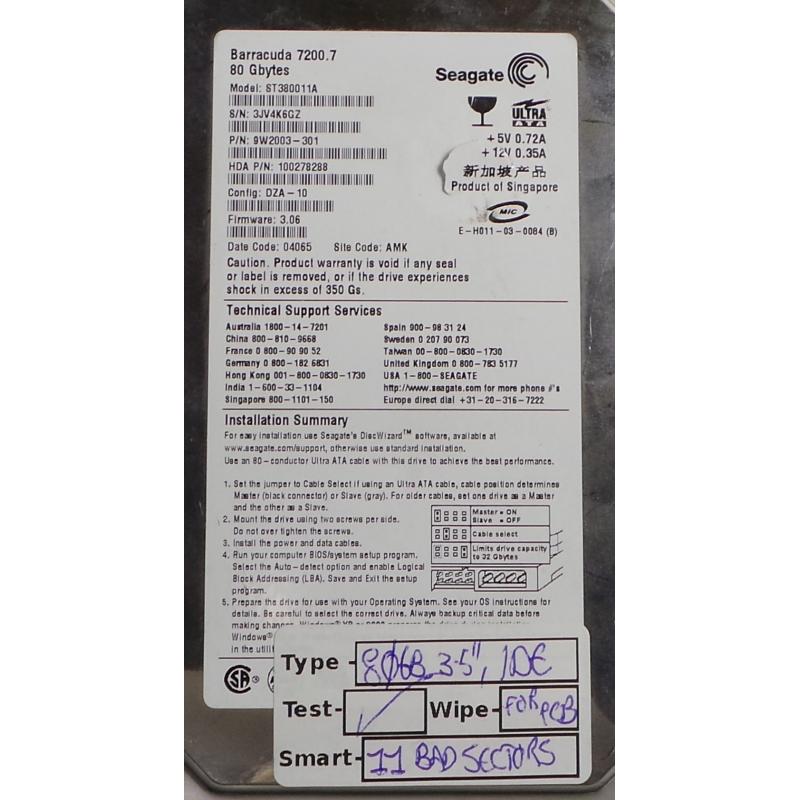 Barracuda 7200.7
80 Gbytes
Model: ST380011A
S/N: 3JV4K6GZ
P/N: 9W2003-301
HDA P/N: 100278288
Config: DZA-10
Firmware: 3.06
Date Code: 04065 Site Code: AMK
Seagate
ULTRA
ATA
+5V 0.72A
+12V 0.35A
新加坡产品
Product of Singapore
MIC
E-H011-03-0084 (B)
Caution. Product warranty is void if any seal
or label is removed, or if the drive experiences
shock in excess of 350 Gs.
Technical Support Services
Australia 1800-14-7201
China 800-810-9668
France 0 800-90 90 52
Germany 0 800-182 6831
Hong Kong 001-800-0830-1730
India 1-600-33-1104
Singapore 800-1101-150
Spain 900-98 31 24
Sweden 0 207 90 073
Taiwan 00-800-0830-1730
United Kingdom 0 800-783 5177
USA 1-800-SEAGATE
http://www.seagate.com for more phone #'s
Europe direct dial +31-20-316-7222
Installation Summary
For easy installation use Seagate's DiscWizard™ software, available at
www.seagate.com/support, otherwise use standard installation.
Use an 80-conductor Ultra ATA cable with this drive to achieve the best performance.
1. Set the jumper to Cable Select if using an Ultra ATA cable, cable position determines
Master (black connector) or Slave (gray). For older cables, set one drive as a Master
and the other as a Slave.
2. Mount the drive using two screws per side.
Do not over tighten the screws.
3. Install the power and data cables.
4. Run your computer BIOS/system setup program.
Select the Auto-detect option and enable Logical
Block Addressing (LBA). Save and Exit the setup
program.
Master = ON
Slave = OFF
Cable select
Limits drive capacity
to 32 Gbytes
5. Prepare the drive for use with your Operating System. See your OS instructions for
details. Be careful to select the correct drive. Always backup critical data before
making
Windows®
in the
Type - 80GB 3.5", IDE
Test- Wipe- FOR PCB
Smart- 11 BAD SECTORS